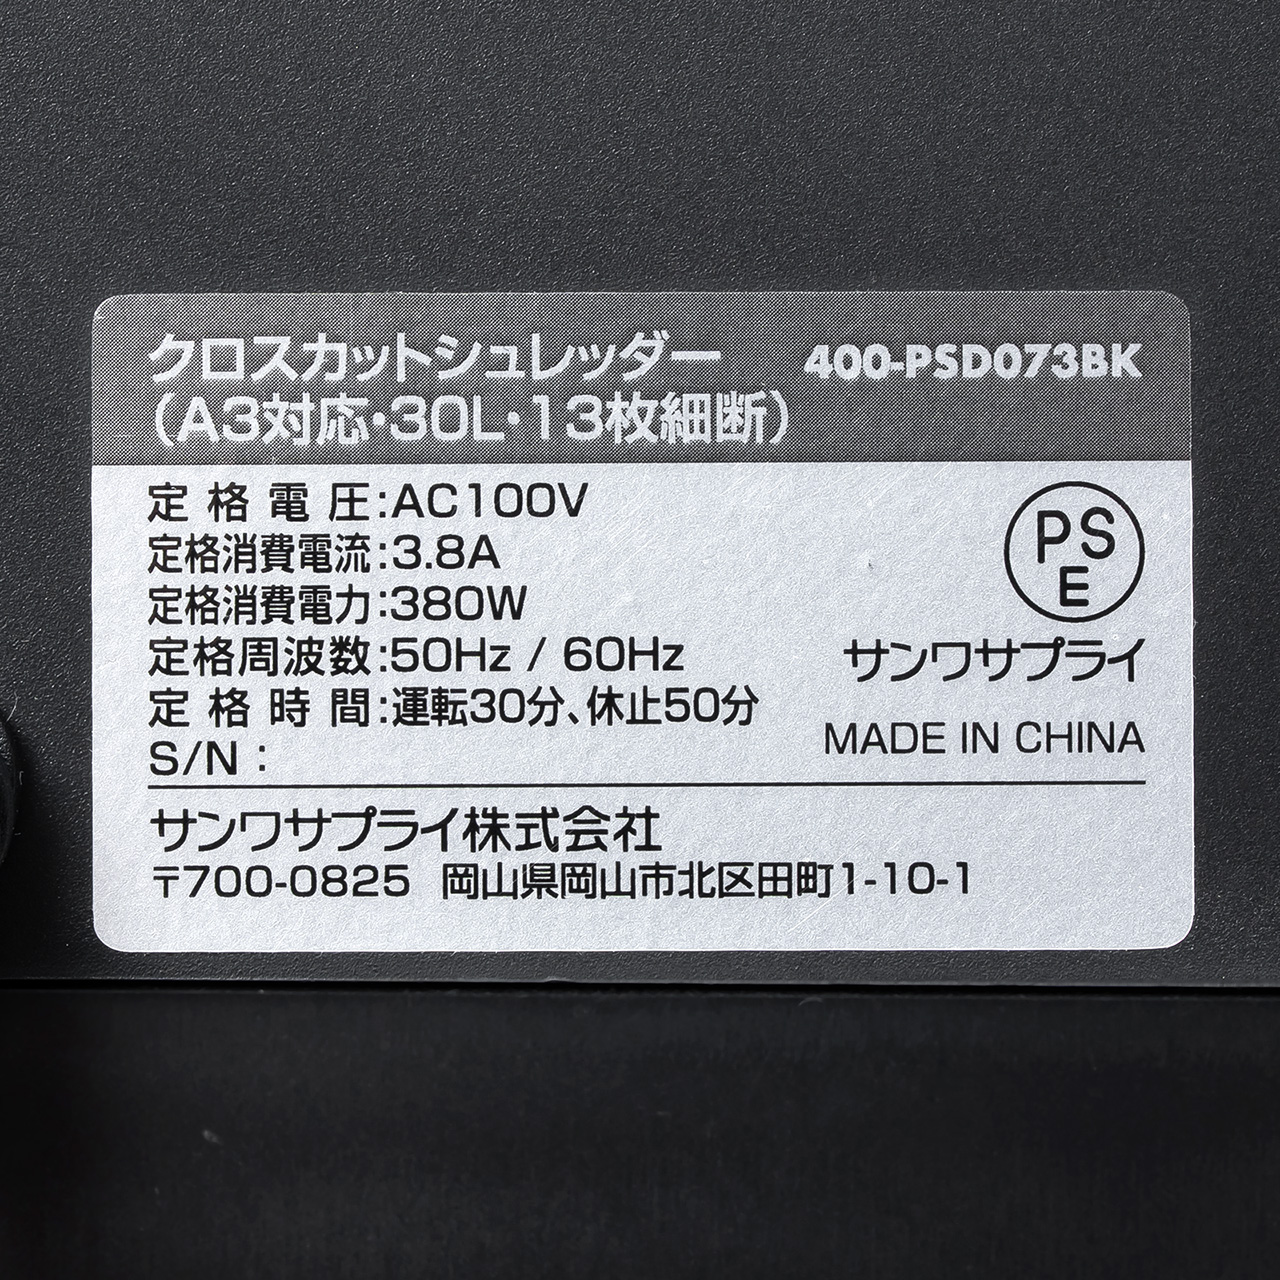 クロスカットシュレッダー 400-PSD073BK
(A3対応・30L・13枚細断)
定格電圧:AC100V
定格消費電流:3.8A
定格消費電力:380W
定格周波数:50Hz / 60Hz
定格時間:運転30分、休止50分
S/N :
PS
E
サンワサプライ
MADE IN CHINA
サンワサプライ株式会社
〒700-0825 岡山県岡山市北区田町1-10-1